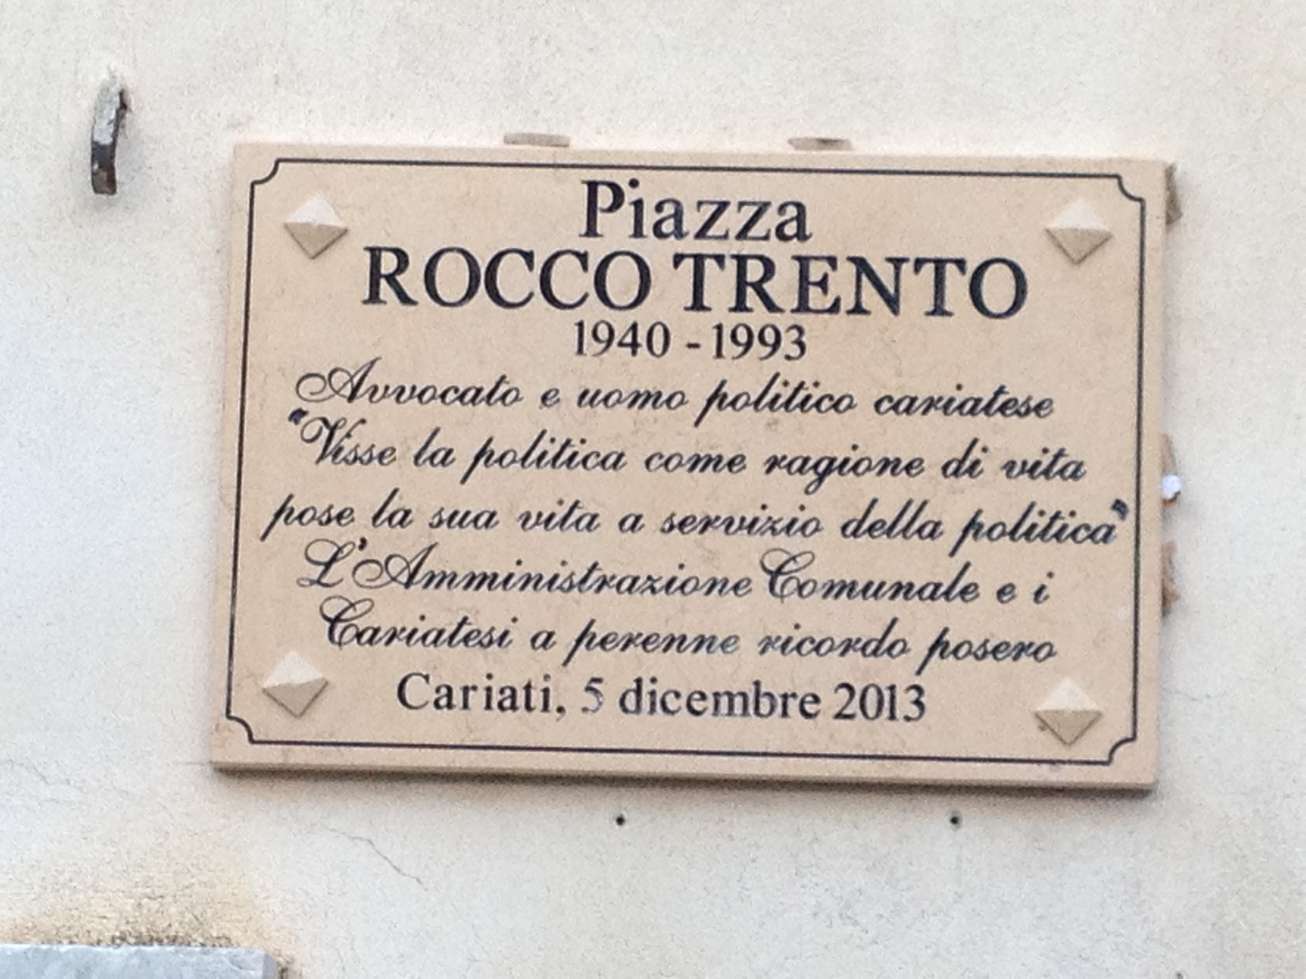 Piazza
ROCCO TRENTO
1940 - 1993
Avvocato e uomo politico cariatese
"Visse la politica come ragione di vita
pose la sua vita a servizio della politica"
L'Amministrazione Comunale e i
Cariatesi a perenne ricordo posero
Cariati, 5 dicembre 2013